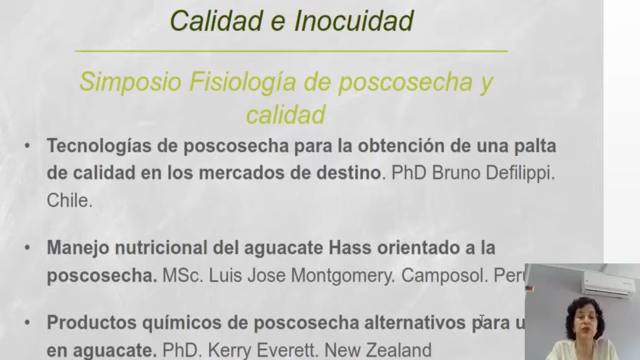 Calidad e Inocuidad
Simposio Fisiología de poscosecha y
calidad
• Tecnologías de poscosecha para la obtención de una palta
de calidad en los mercados de destino. PhD Bruno Defilippi.
Chile.
• Manejo nutricional del aguacate Hass orientado a la
poscosecha. MSc. Luis Jose Montgomery. Camposol.
• Productos químicos de poscosecha alternativos para
en aguacate. PhD. Kerry Everett. New Zealand